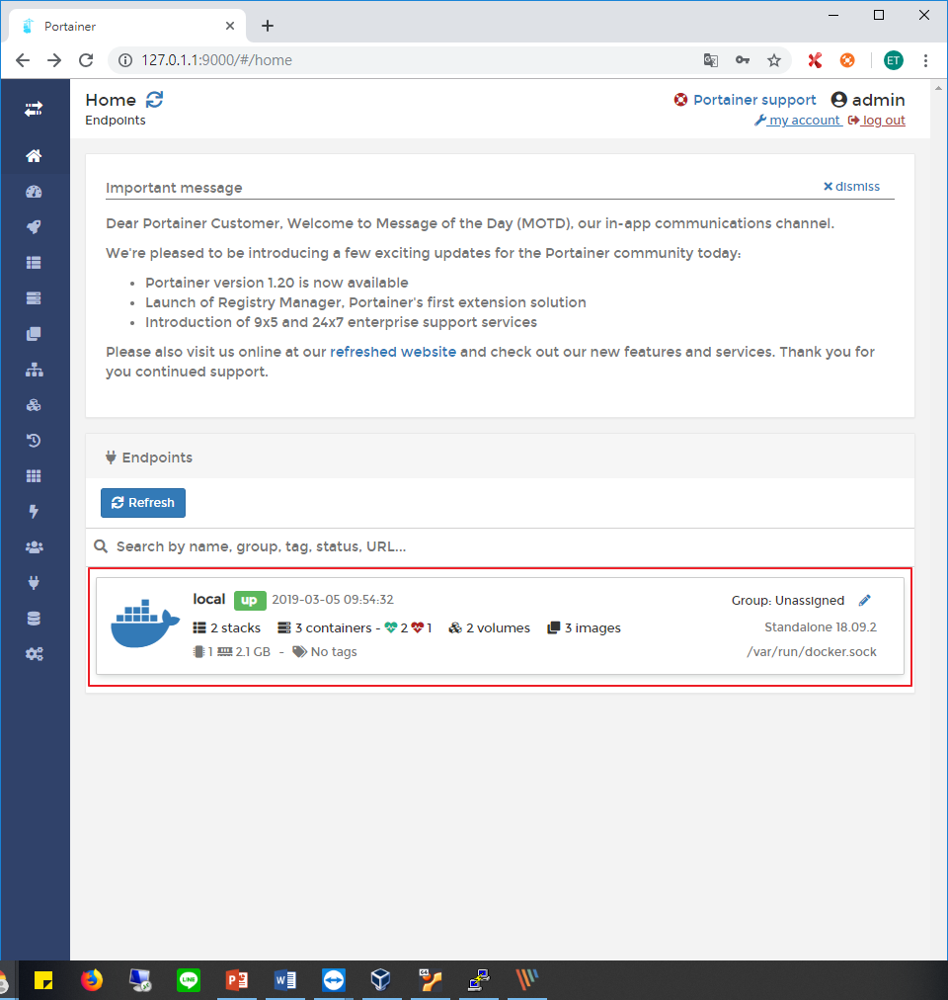 Portainer
127.0.1.1:9000/#/home
ET
Home
Portainer support
admin
Endpoints
my account
log out
Important message
dismiss
Dear Portainer Customer, Welcome to Message of the Day (MOTD), our in-app communications channel.
We're pleased to be introducing a few exciting updates for the Portainer community today:
• Portainer version 1.20 is now available
• Launch of Registry Manager, Portainer's first extension solution
• Introduction of 9x5 and 24x7 enterprise support services
Please also visit us online at our refreshed website and check out our new features and services. Thank you for
you continued support.
Endpoints
Refresh
Search by name, group, tag, status, URL...
local up 2019-03-05 09:54:32
Group: Unassigned
2 stacks 3 containers - 2 1 2 volumes 3 images
Standalone 18.09.2
1 2.1 GB - No tags
/var/run/docker.sock
LINE
64